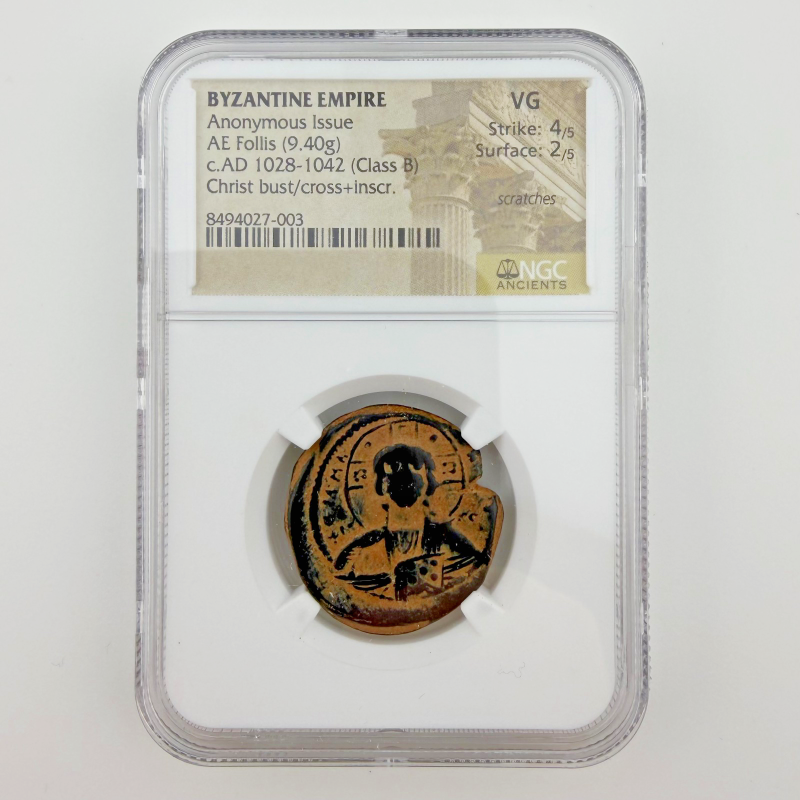 BYZANTINE EMPIRE
Anonymous Issue
AE Follis (9.40g)
c.AD 1028-1042 (Class B)
Christ bust/cross+inscr.
8494027-003
VG
Strike: 4/5
Surface: 2/5
scratches
NGC
ANCIENTS